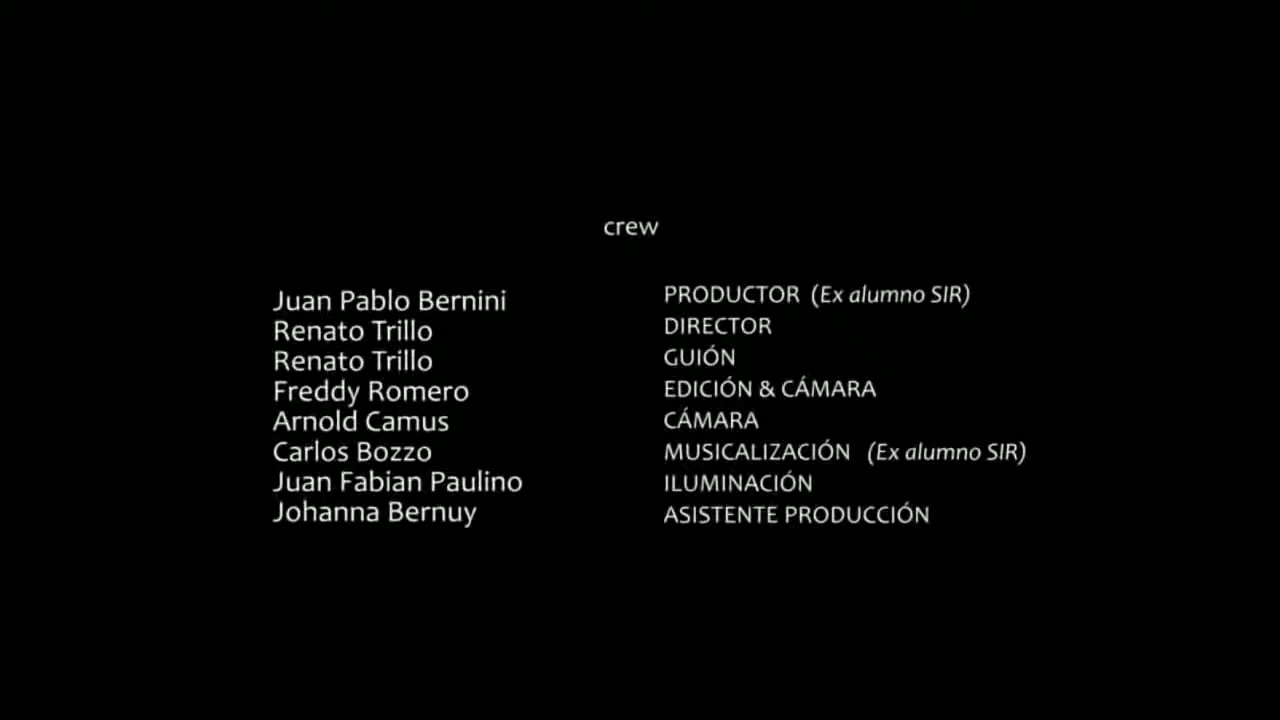 crew
Juan Pablo Bernini PRODUCTOR (Ex alumno SIR)
Renato Trillo DIRECTOR
Renato Trillo GUIÓN
Freddy Romero EDICIÓN & CÁMARA
Arnold Camus CÁMARA
Carlos Bozzo MUSICALIZACIÓN (Ex alumno SIR)
Juan Fabian Paulino ILUMINACIÓN
Johanna Bernuy ASISTENTE PRODUCCIÓN